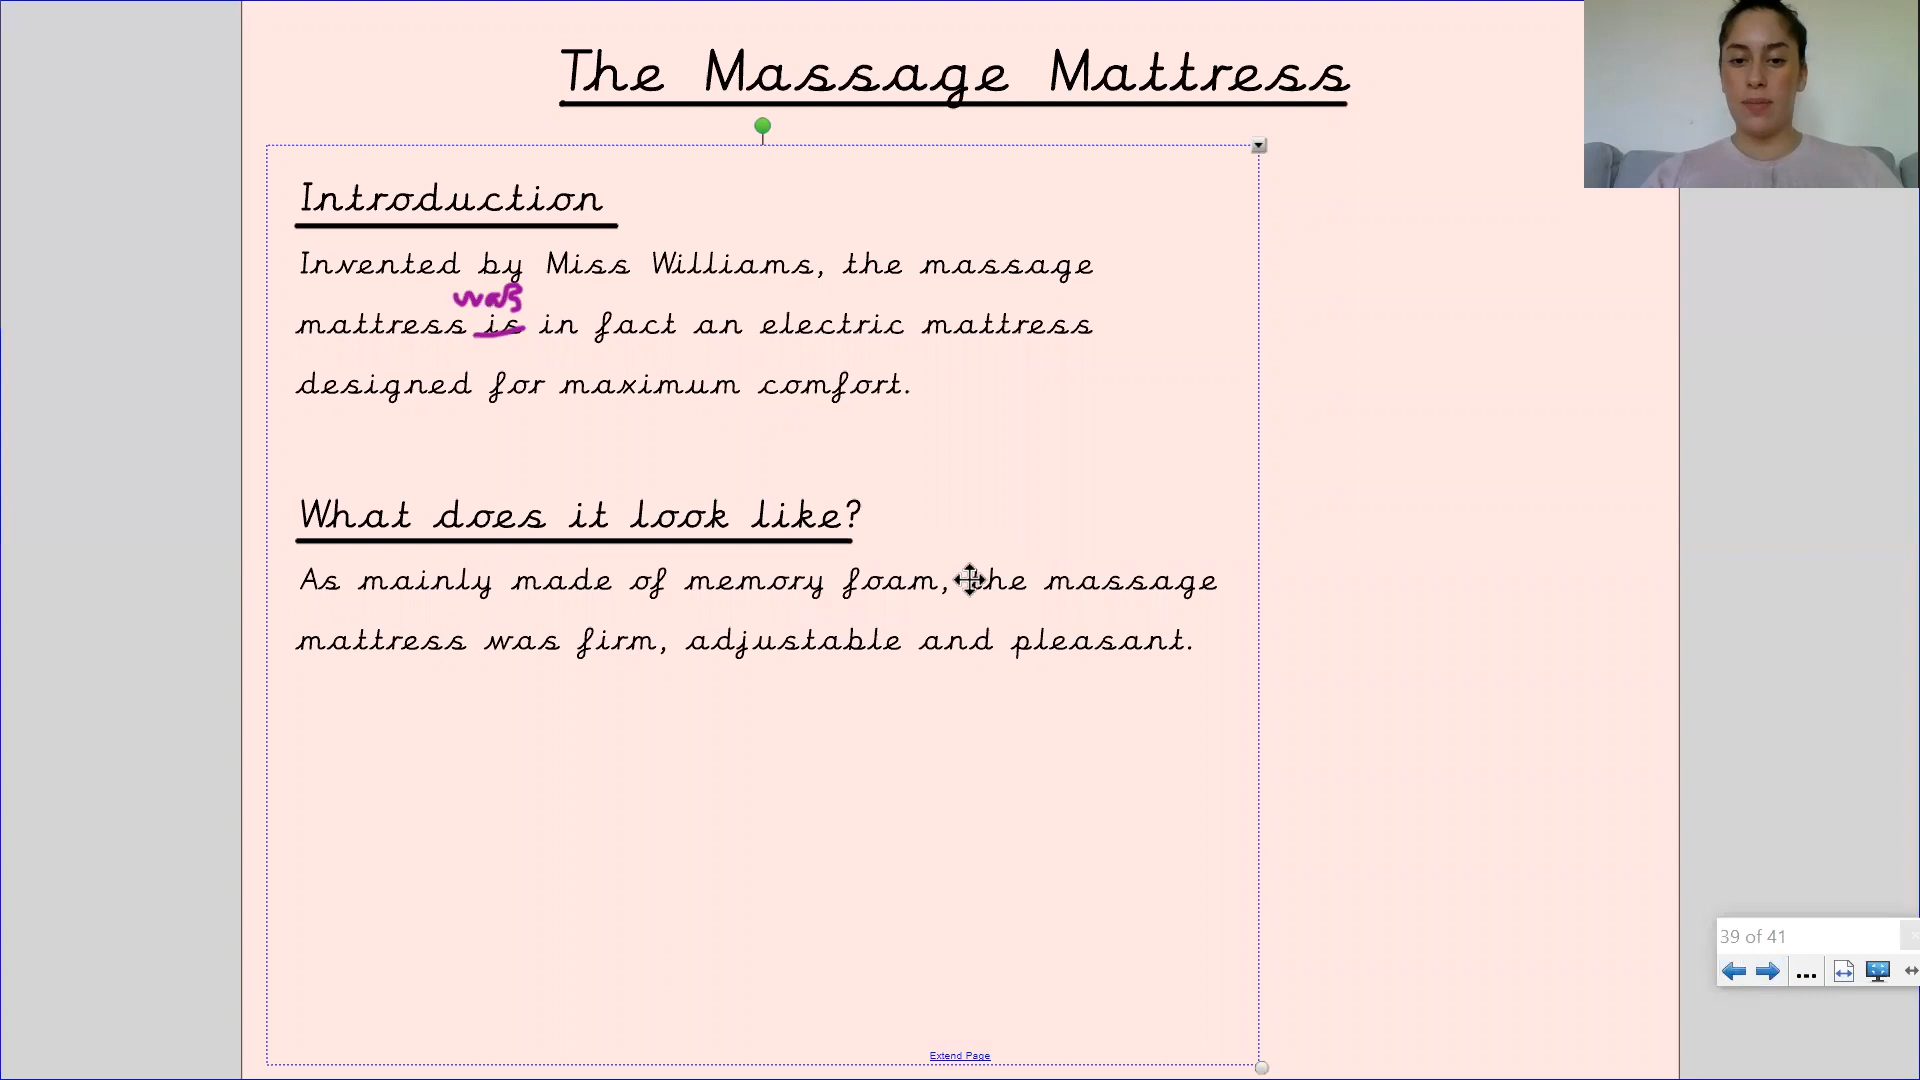 The Massage Mattress
Introduction
Invented by Miss Williams, the massage
was
mattress is in fact an electric mattress
designed for maximum comfort.
What does it look like?
As mainly made of memory foam, the massage
mattress was firm, adjustable and pleasant.
39 of 41
Extend Page